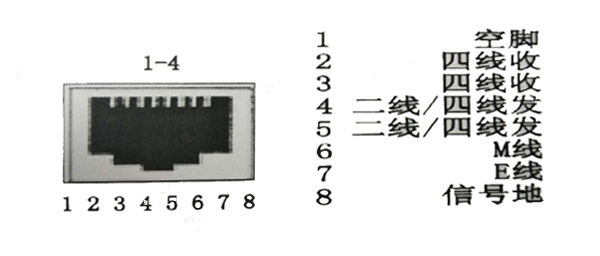 1-4
1 2 3 4 5 6 7 8
1 空脚
2 四线收
3 四线收
4 二线/四线发
5 二线/四线发
6 M线
7 E线
8 信号地